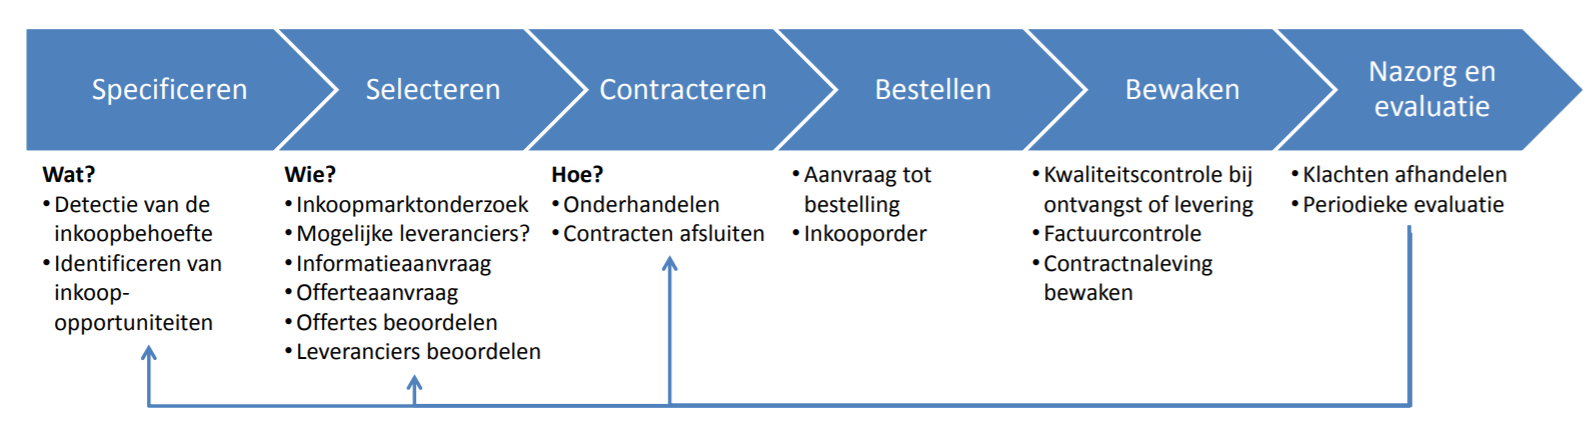 Specificeren
Selecteren
Contracteren
Bestellen
Bewaken
Nazorg en
evaluatie
Wat?
• Detectie van de
inkoopbehoefte
• Identificeren van
inkoop-
opportuniteiten
Wie?
• Inkoopmarktonderzoek
• Mogelijke leveranciers?
• Informatieaanvraag
• Offerteaanvraag
• Offertes beoordelen
• Leveranciers beoordelen
Hoe?
• Onderhandelen
• Contracten afsluiten
• Aanvraag tot
bestelling
• Inkooporder
• Kwaliteitscontrole bij
ontvangst of levering
• Factuurcontrole
• Contractnaleving
bewaken
• Klachten afhandelen
• Periodieke evaluatie